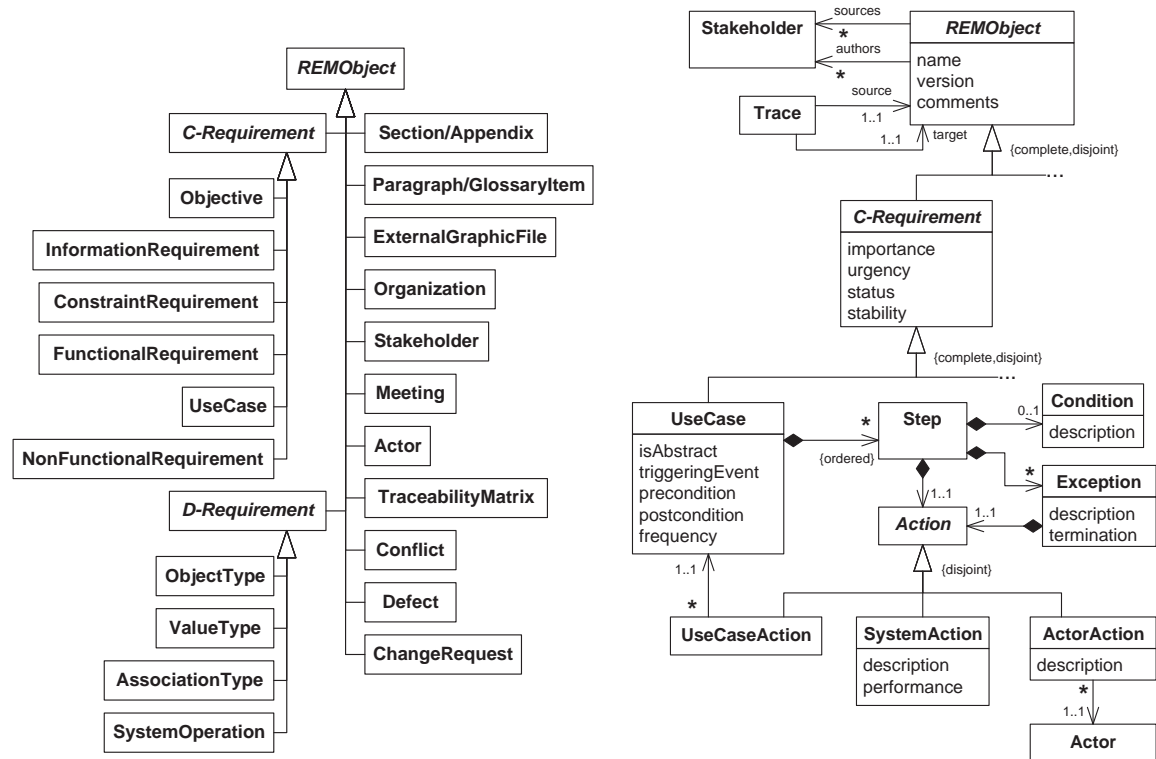 REMObject
C-Requirement
Objective
InformationRequirement
ConstraintRequirement
FunctionalRequirement
UseCase
NonFunctionalRequirement
D-Requirement
ObjectType
ValueType
AssociationType
SystemOperation
Section/Appendix
Paragraph/GlossaryItem
ExternalGraphicFile
Organization
Stakeholder
Meeting
Actor
TraceabilityMatrix
Conflict
Defect
ChangeRequest
Stakeholder
sources
*
authors
*
REMObject
name
version
comments
Trace
source
1..1
1..1
target
{complete,disjoint}
...
C-Requirement
importance
urgency
status
stability
{complete,disjoint}
...
UseCase
isAbstract
triggeringEvent
precondition
postcondition
frequency
*
{ordered}
Step
0..1
Condition
description
*
Exception
description
termination
1..1
1..1
Action
{disjoint}
1..1
*
UseCaseAction
SystemAction
description
performance
ActorAction
description
*
1..1
Actor